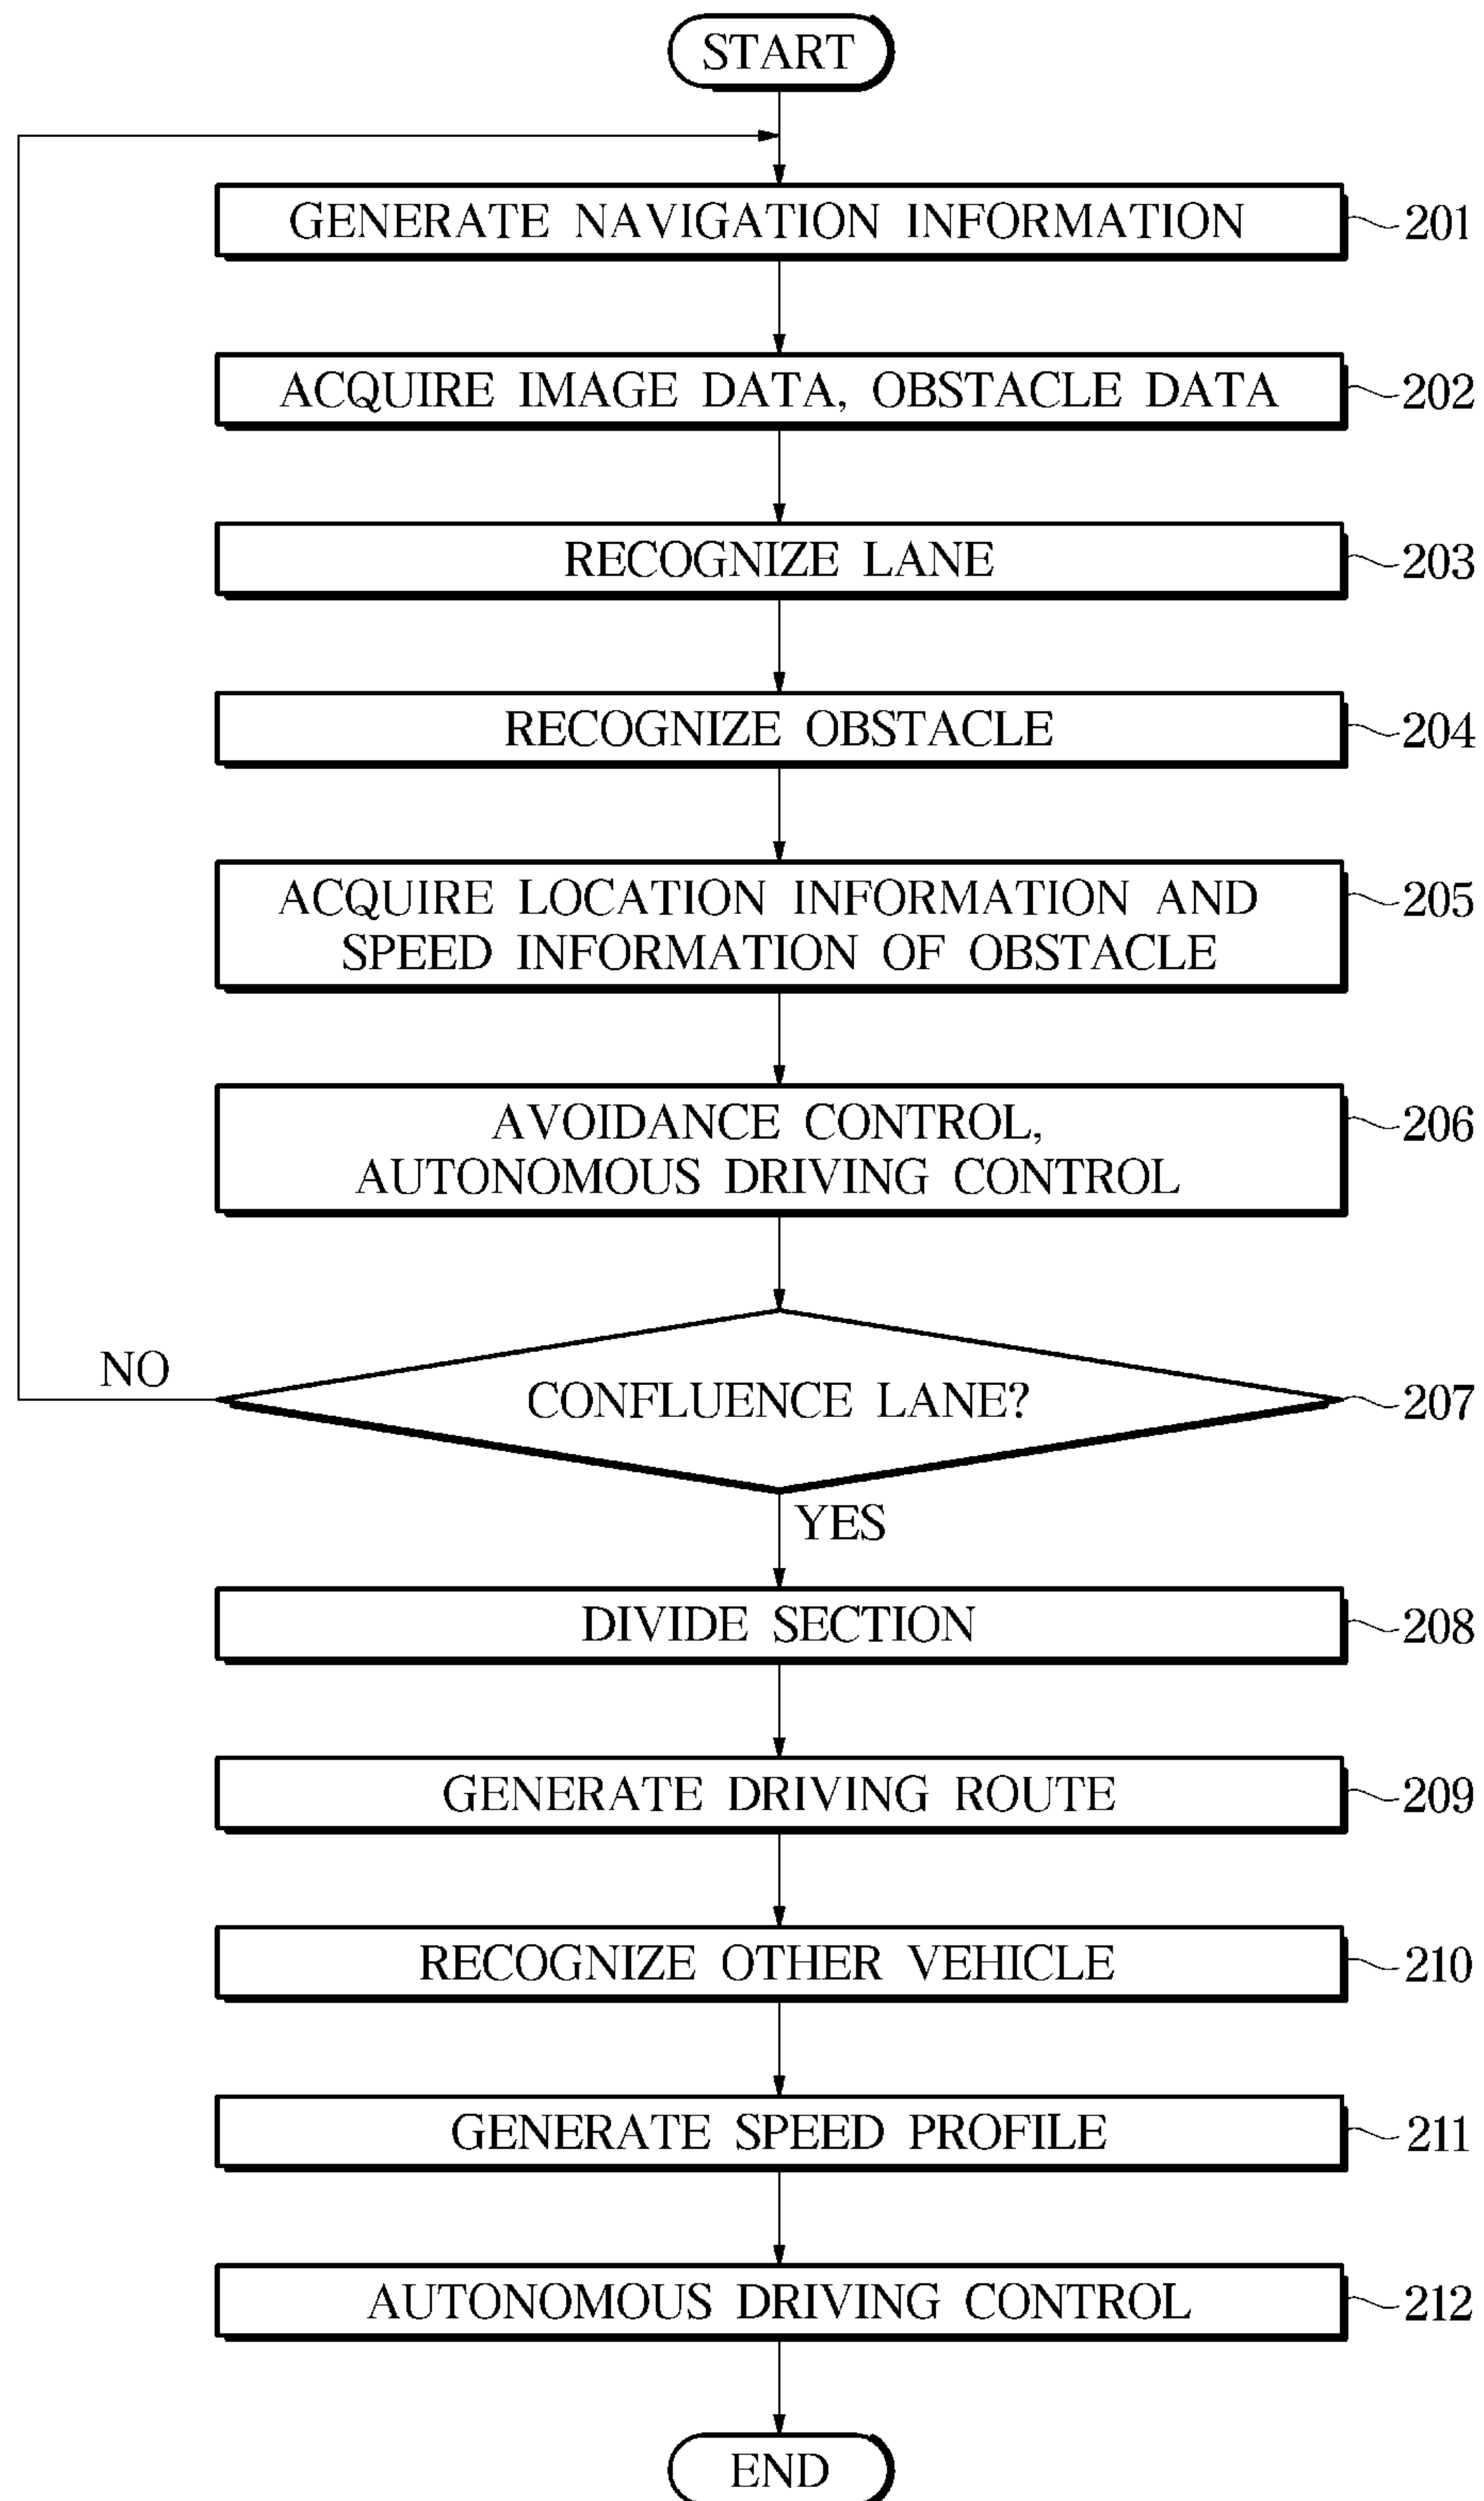 START
GENERATE NAVIGATION INFORMATION
201
ACQUIRE IMAGE DATA, OBSTACLE DATA
202
RECOGNIZE LANE
203
RECOGNIZE OBSTACLE
204
ACQUIRE LOCATION INFORMATION AND
SPEED INFORMATION OF OBSTACLE
205
AVOIDANCE CONTROL,
AUTONOMOUS DRIVING CONTROL
206
NO
CONFLUENCE LANE?
207
YES
DIVIDE SECTION
208
GENERATE DRIVING ROUTE
209
RECOGNIZE OTHER VEHICLE
210
GENERATE SPEED PROFILE
211
AUTONOMOUS DRIVING CONTROL
212
END